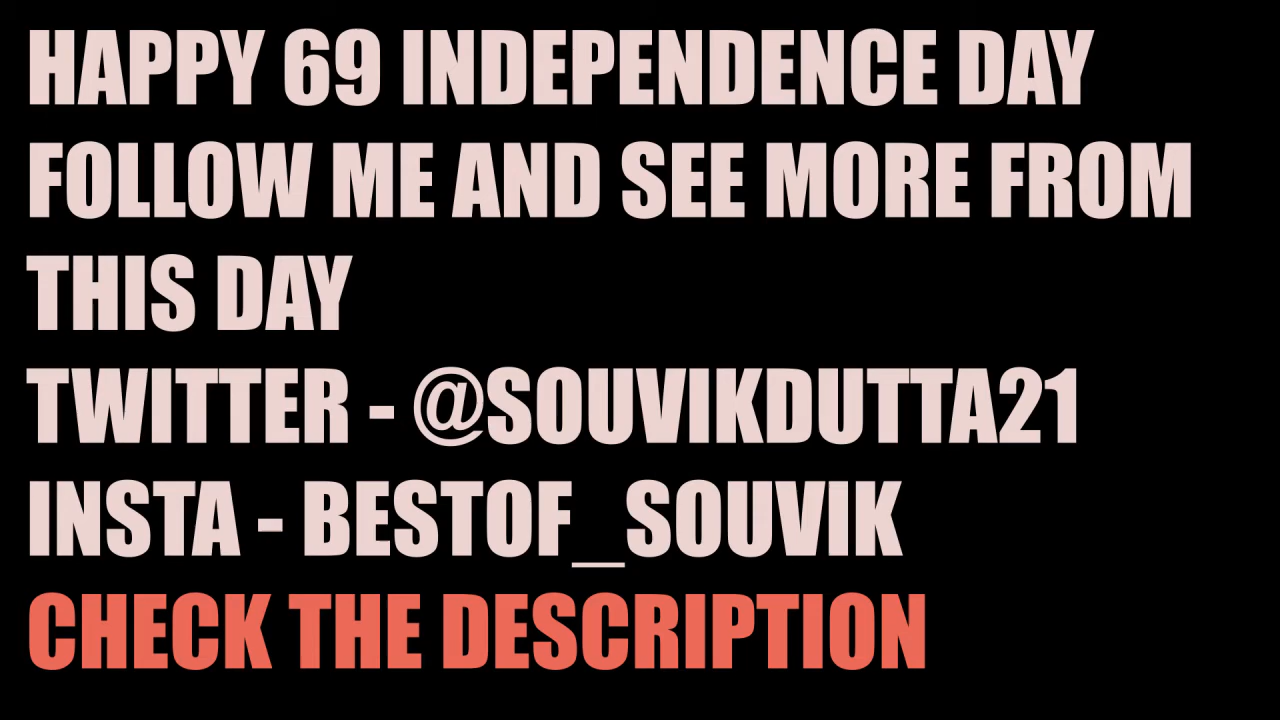 HAPPY 69 INDEPENDENCE DAY
FOLLOW ME AND SEE MORE FROM
THIS DAY
TWITTER - @SOUVIKDUTTA21
INSTA - BESTOF_SOUVIK
CHECK THE DESCRIPTION